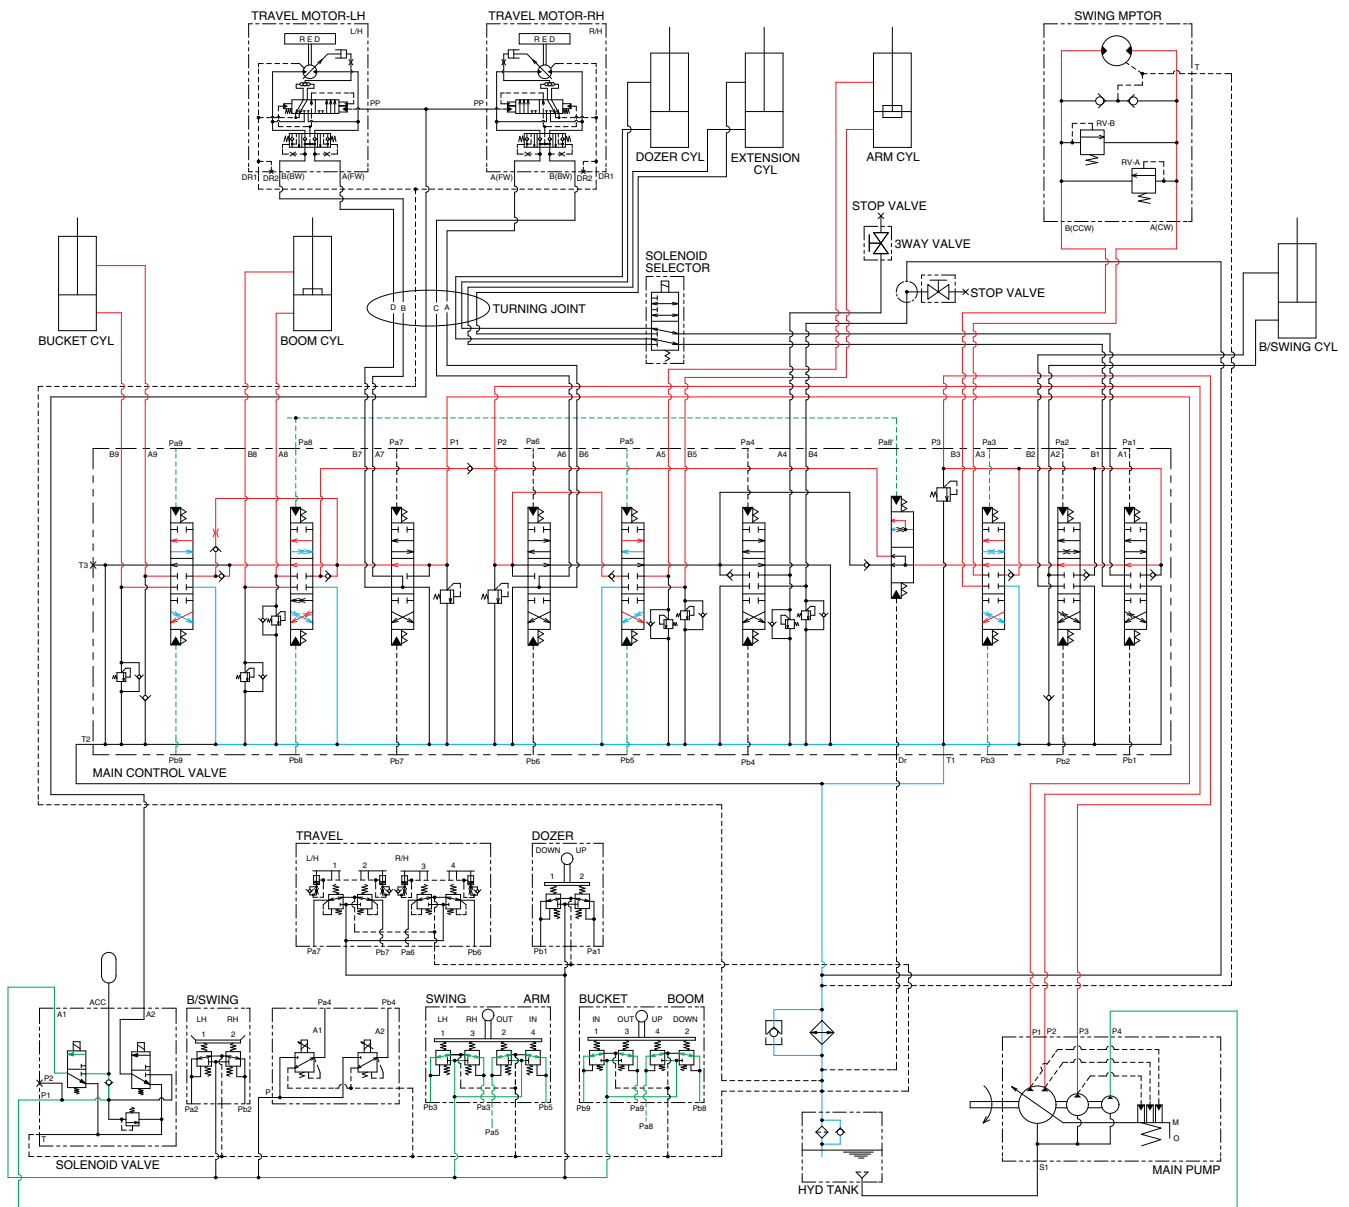 TRAVEL MOTOR-LH
TRAVEL MOTOR-RH
SWING MPTOR
L/H
R/H
RED
RED
T
PP
PP
RV-B
RV-A
DOZER CYL
EXTENSION
CYL
ARM CYL
DR1
DR2
B(BW)
A(FW)
A(FW)
B(BW)
DR2
DR1
STOP VALVE
3WAY VALVE
B(CCW)
A(CW)
SOLENOID
SELECTOR
STOP VALVE
D B
C A
TURNING JOINT
BUCKET CYL
BOOM CYL
B/SWING CYL
Pa9
Pa8
Pa7
P1
P2
Pa6
Pa5
Pa4
Pa8'
P3
Pa3
Pa2
Pa1
B9
A9
B8
A8
B7
A7
A6
B6
A5
B5
A4
B4
B3
A3
B2
A2
B1
A1
T3
T2
Pb9
Pb8
Pb7
Pb6
Pb5
Pb4
Dr
T1
Pb3
Pb2
Pb1
MAIN CONTROL VALVE
TRAVEL
DOZER
L/H
1
2
R/H
3
4
DOWN
UP
1
2
Pa7
Pb7
Pa6
Pb6
Pb1
Pa1
ACC
A1
A2
B/SWING
LH
RH
1
2
Pa4
Pb4
A1
A2
SWING
ARM
LH
RH
OUT
IN
1
3
2
4
BUCKET
BOOM
IN
OUT
UP
DOWN
1
3
4
2
P2
P1
T
Pa2
Pb2
P
Pb3
Pa3
Pb5
Pa5
Pb9
Pa9
Pb8
Pa8
SOLENOID VALVE
HYD TANK
P1
P2
P3
P4
M
O
S1
MAIN PUMP